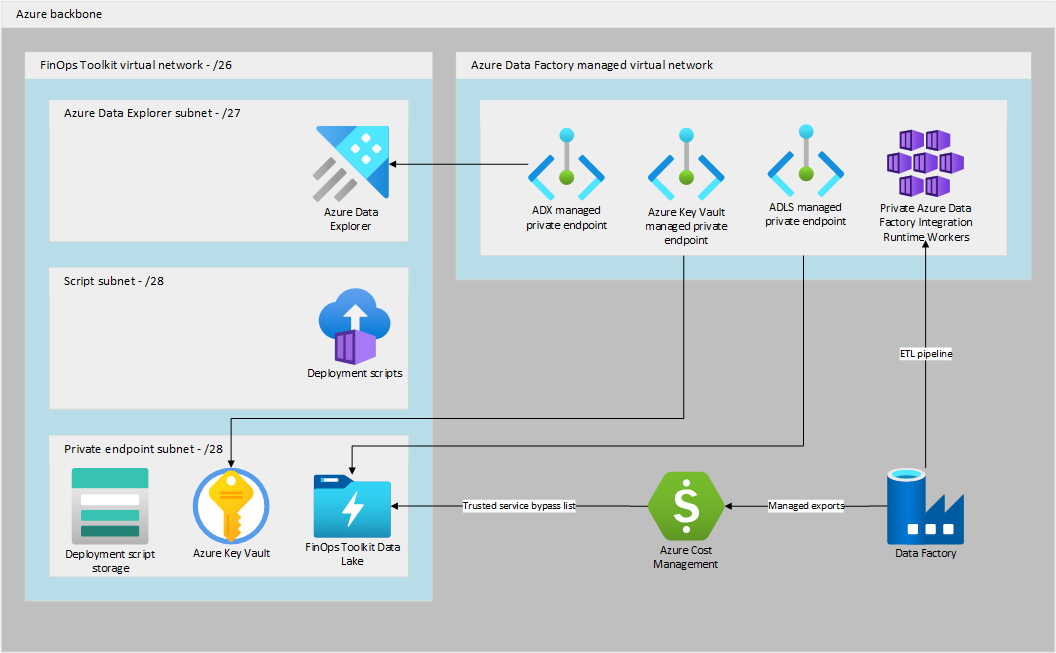 Azure backbone
FinOps Toolkit virtual network - /26
Azure Data Factory managed virtual network
Azure Data Explorer subnet - /27
Azure Data
Explorer
ADX managed
private endpoint
Azure Key Vault
managed private
endpoint
ADLS managed
private endpoint
Private Azure Data
Factory Integration
Runtime Workers
Script subnet - /28
Deployment scripts
ETL pipeline
Private endpoint subnet - /28
Deployment script
storage
Azure Key Vault
FinOps Toolkit Data
Lake
Trusted service bypass list
$
Azure Cost
Management
Managed exports
Data Factory